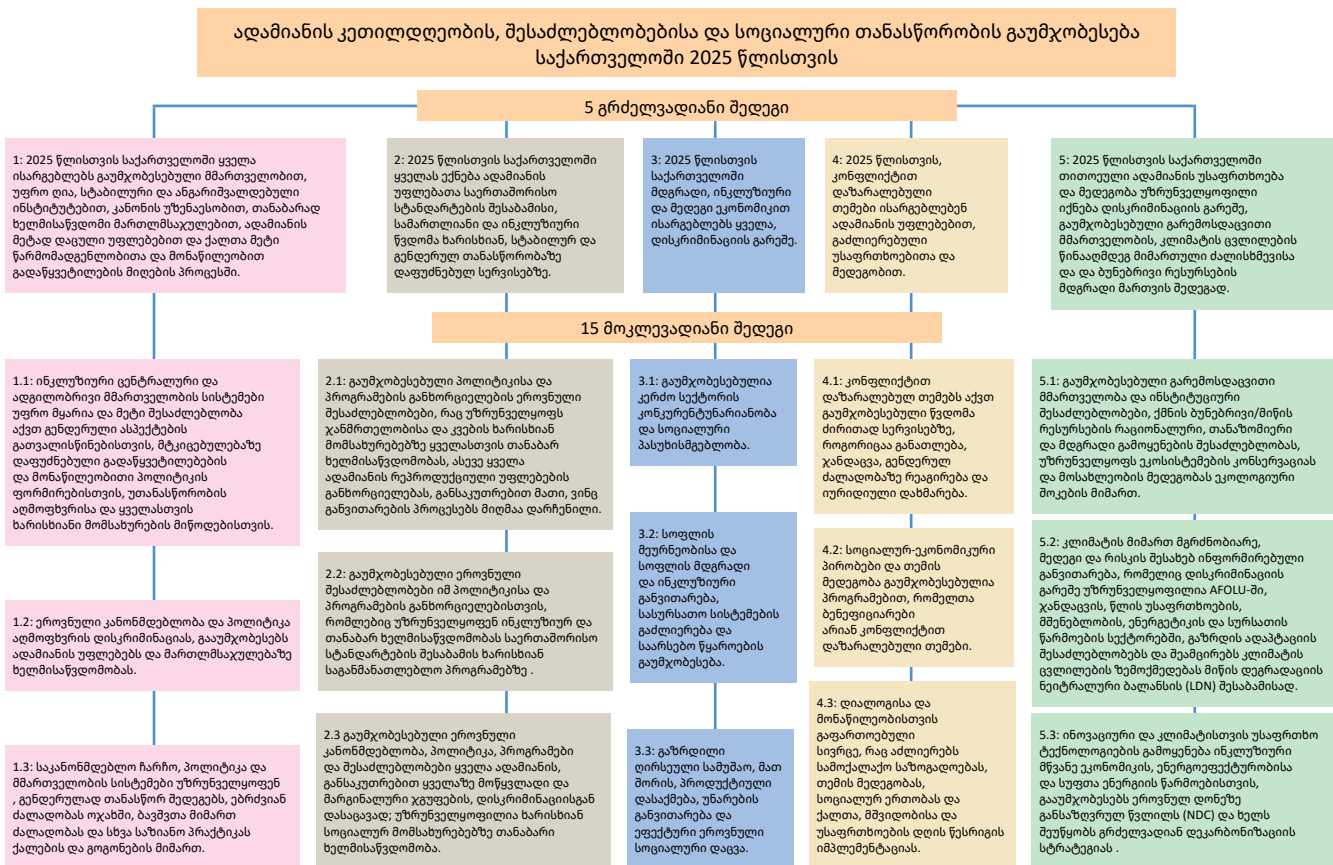 ადამიანის კეთილდღეობის, შესაძლებლობებისა და სოციალური თანასწორობის გაუმჯობესება
საქართველოში 2025 წლისთვის
5 გრძელვადიანი შედეგი
1: 2025 წლისთვის საქართველოში ყველა
ისარგებლებს გაუმჯობესებული მმართველობით,
უფრო ღია, სტაბილური და ანგარიშვალდებული
ინსტიტუტებით, კანონის უზენაესობით, თანაბარად
ხელმისაწვდომი მართლმსაჯულებით, ადამიანის
მეტად დაცული უფლებებით და ქალთა მეტი
წარმომადგენლობითა და მონაწილეობით
გადაწყვეტილების მიღების პროცესში.
2: 2025 წლისთვის საქართველოში
ყველას ექნება ადამიანის
უფლებათა საერთაშორისო
სტანდარტების შესაბამისი,
სამართლიანი და ინკლუზიური
წვდომა ხარისხიან, სტაბილურ და
გენდერულ თანასწორობაზე
დაფუძნებულ სერვისებზე.
3: 2025 წლისთვის
საქართველოში
მდგრადი, ინკლუზიური
და მედეგი ეკონომიკით
ისარგებლებს ყველა,
დისკრიმინაციის გარეშე.
4: 2025 წლისთვის,
კონფლიქტით
დაზარალებული
თემები ისარგებლებენ
ადამიანის უფლებებით,
გაძლიერებული
უსაფრთხოებითა და
მედეგობით.
5: 2025 წლისთვის საქართველოში
თითოეული ადამიანის უსაფრთხოება
და მედეგობა უზრუნველყოფილი
იქნება დისკრიმინაციის გარეშე,
გაუმჯობესებული გარემოსდაცვითი
მმართველობის, კლიმატის ცვლილების
წინააღმდეგ მიმართული ძალისხმევისა
და და ბუნებრივი რესურსების
მდგრადი მართვის შედეგად.
15 მოკლევადიანი შედეგი
1.1: ინკლუზიური ცენტრალური და
ადგილობრივი მმართველობის სისტემები
უფრო მყარია და მეტი შესაძლებლობა
აქვთ გენდერული ასპექტების
გათვალისწინებისთვის, მტკიცებულებაზე
დაფუძნებული გადაწყვეტილებების
და მონაწილეობითი პოლიტიკის
ფორმირებისთვის, უთანასწორობის
აღმოფხვრისა და ყველასთვის
ხარისხიანი მომსახურების მიწოდებისთვის.
1.2: ეროვნული კანონმდებლობა და პოლიტიკა
აღმოფხვრის დისკრიმინაციას, გააუმჯობესებს
ადამიანის უფლებებს და მართლმსაჯულებაზე
ხელმისაწვდომობას.
1.3: საკანონმდებლო ჩარჩო, პოლიტიკა და
მმართველობის სისტემები უზრუნველყოფენ
, გენდერულად თანასწორ შედეგებს, ებრძვიან
ძალადობას ოჯახში, ბავშვთა მიმართ
ძალადობას და სხვა საზიანო პრაქტიკას
ქალების და გოგონების მიმართ.
2.1: გაუმჯობესებული პოლიტიკისა და
პროგრამების განხორციელების ეროვნული
შესაძლებლობები, რაც უზრუნველყოფს
ჯანმრთელობისა და კვების ხარისხიან
მომსახურებებზე ყველასთვის თანაბარ
ხელმისაწვდომობას, ასევე ყველა
ადამიანის რეპროდუქციული უფლებების
განხორციელებას, განსაკუთრებით მათი, ვინც
განვითარების პროცესებს მიღმაა დარჩენილი.
2.2: გაუმჯობესებული ეროვნული
შესაძლებლობები იმ პოლიტიკისა და
პროგრამების განხორციელებისთვის,
რომლებიც უზრუნველყოფენ ინკლუზიურ და
თანაბარ ხელმისაწვდომობას საერთაშორისო
სტანდარტების შესაბამის ხარისხიან
საგანმანათლებლო პროგრამებზე .
2.3 გაუმჯობესებული ეროვნული
კანონმდებლობა, პოლიტიკა, პროგრამები
და შესაძლებლობები ყველა ადამიანის,
განსაკუთრებით ყველაზე მოწყვლადი და
მარგინალური ჯგუფების, დისკრიმინაციისგან
დასაცავად; უზრუნველყოფილია ხარისხიან
სოციალურ მომსახურებებზე თანაბარი
ხელმისაწვდომობა.
3.1: გაუმჯობესებულია
კერძო სექტორის
კონკურენტუნარიანობა
და სოციალური
პასუხისმგებლობა.
3.2: სოფლის
მეურნეობისა და
სოფლის მდგრადი
და ინკლუზიური
განვითარება,
სასურსათო სისტემების
გაძლიერება და
საარსებო წყაროების
გაუმჯობესება.
3.3: გაზრდილი
ღირსეული სამუშაო, მათ
შორის, პროდუქტიული
დასაქმება, უნარების
განვითარება და
ეფექტური ეროვნული
სოციალური დაცვა.
4.1: კონფლიქტით
დაზარალებულ თემებს აქვთ
გაუმჯობესებული წვდომა
ძირითად სერვისებზე,
როგორიცაა განათლება,
ჯანდაცვა, გენდერულ
ძალადობაზე რეაგირება და
იურიდიული დახმარება.
4.2: სოციალურ-ეკონომიკური
პირობები და თემის
მედეგობა გაუმჯობესებულია
პროგრამებით, რომელთა
ბენეფიციარები
არიან კონფლიქტით
დაზარალებული თემები.
4.3: დიალოგისა და
მონაწილეობისთვის
გაფართოებული
სივრცე, რაც აძლიერებს
სამოქალაქო საზოგადოებას,
თემის მედეგობას,
სოციალურ ერთობას და
ქალთა, მშვიდობისა და
უსაფრთხოების დღის წესრიგის
იმპლემენტაციას.
5.1: გაუმჯობესებული გარემოსდაცვითი
მმართველობა და ინსტიტუციური
შესაძლებლობები, ქმნის ბუნებრივი/მიწის
რესურსების რაციონალური, თანაზომიერი
და მდგრადი გამოყენების შესაძლებლობას,
უზრუნველყოფს ეკოსისტემების კონსერვაციას
და მოსახლეობის მედეგობას ეკოლოგიური
შოკების მიმართ.
5.2: კლიმატის მიმართ მგრძნობიარე,
მედეგი და რისკის შესახებ ინფორმირებული
განვითარება, რომელიც დისკრიმინაციის
გარეშე უზრუნველყოფილია AFOLU-ში,
ჯანდაცვის, წლის უსაფრთხოების,
მშენებლობის, ენერგეტიკის და სურსათის
წარმოების სექტორებში, გაზრდის ადაპტაციის
შესაძლებლობებს და შეამცირებს კლიმატის
ცვლილების ზემოქმედებას მიწის დეგრადაციის
ნეიტრალური ბალანსის (LDN) შესაბამისად.
5.3: ინოვაციური და კლიმატისთვის უსაფრთხო
ტექნოლოგიების გამოყენება ინკლუზიური
მწვანე ეკონომიკის, ენერგოეფექტურობისა
და სუფთა ენერგიის წარმოებისთვის,
გააუმჯობესებს ეროვნულ დონეზე
განსაზღვრულ წვლილს (NDC) და ხელს
შეუწყობს გრძელვადიან დეკარბონიზაციის
სტრატეგიას .